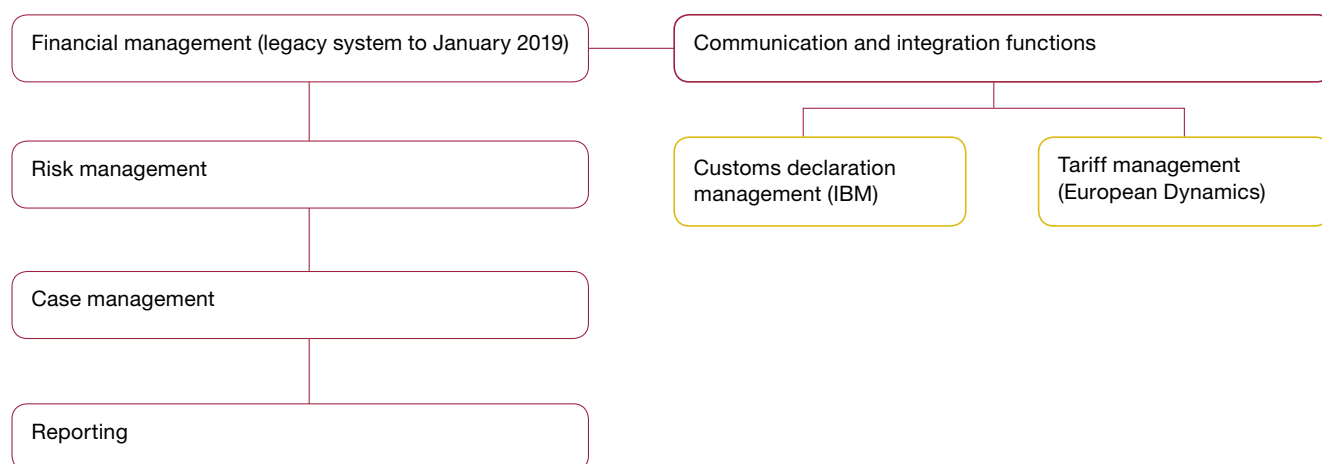 Financial management (legacy system to January 2019)
Communication and integration functions
Risk management
Customs declaration
management (IBM)
Tariff management
(European Dynamics)
Case management
Reporting